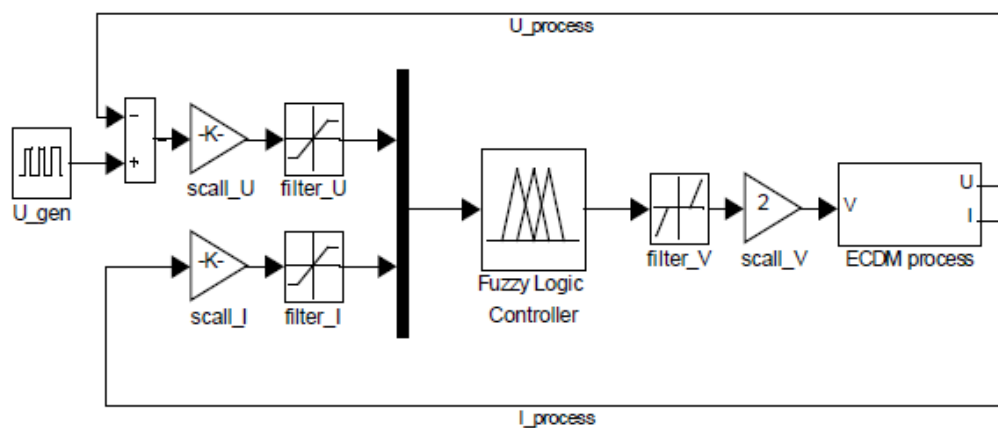 U_process
-
+
-K-
scall_U
filter_U
U_gen
-K-
scall_I
filter_I
Fuzzy Logic
Controller
filter_V
2
scall_V
V
U
I
ECDM process
I_process